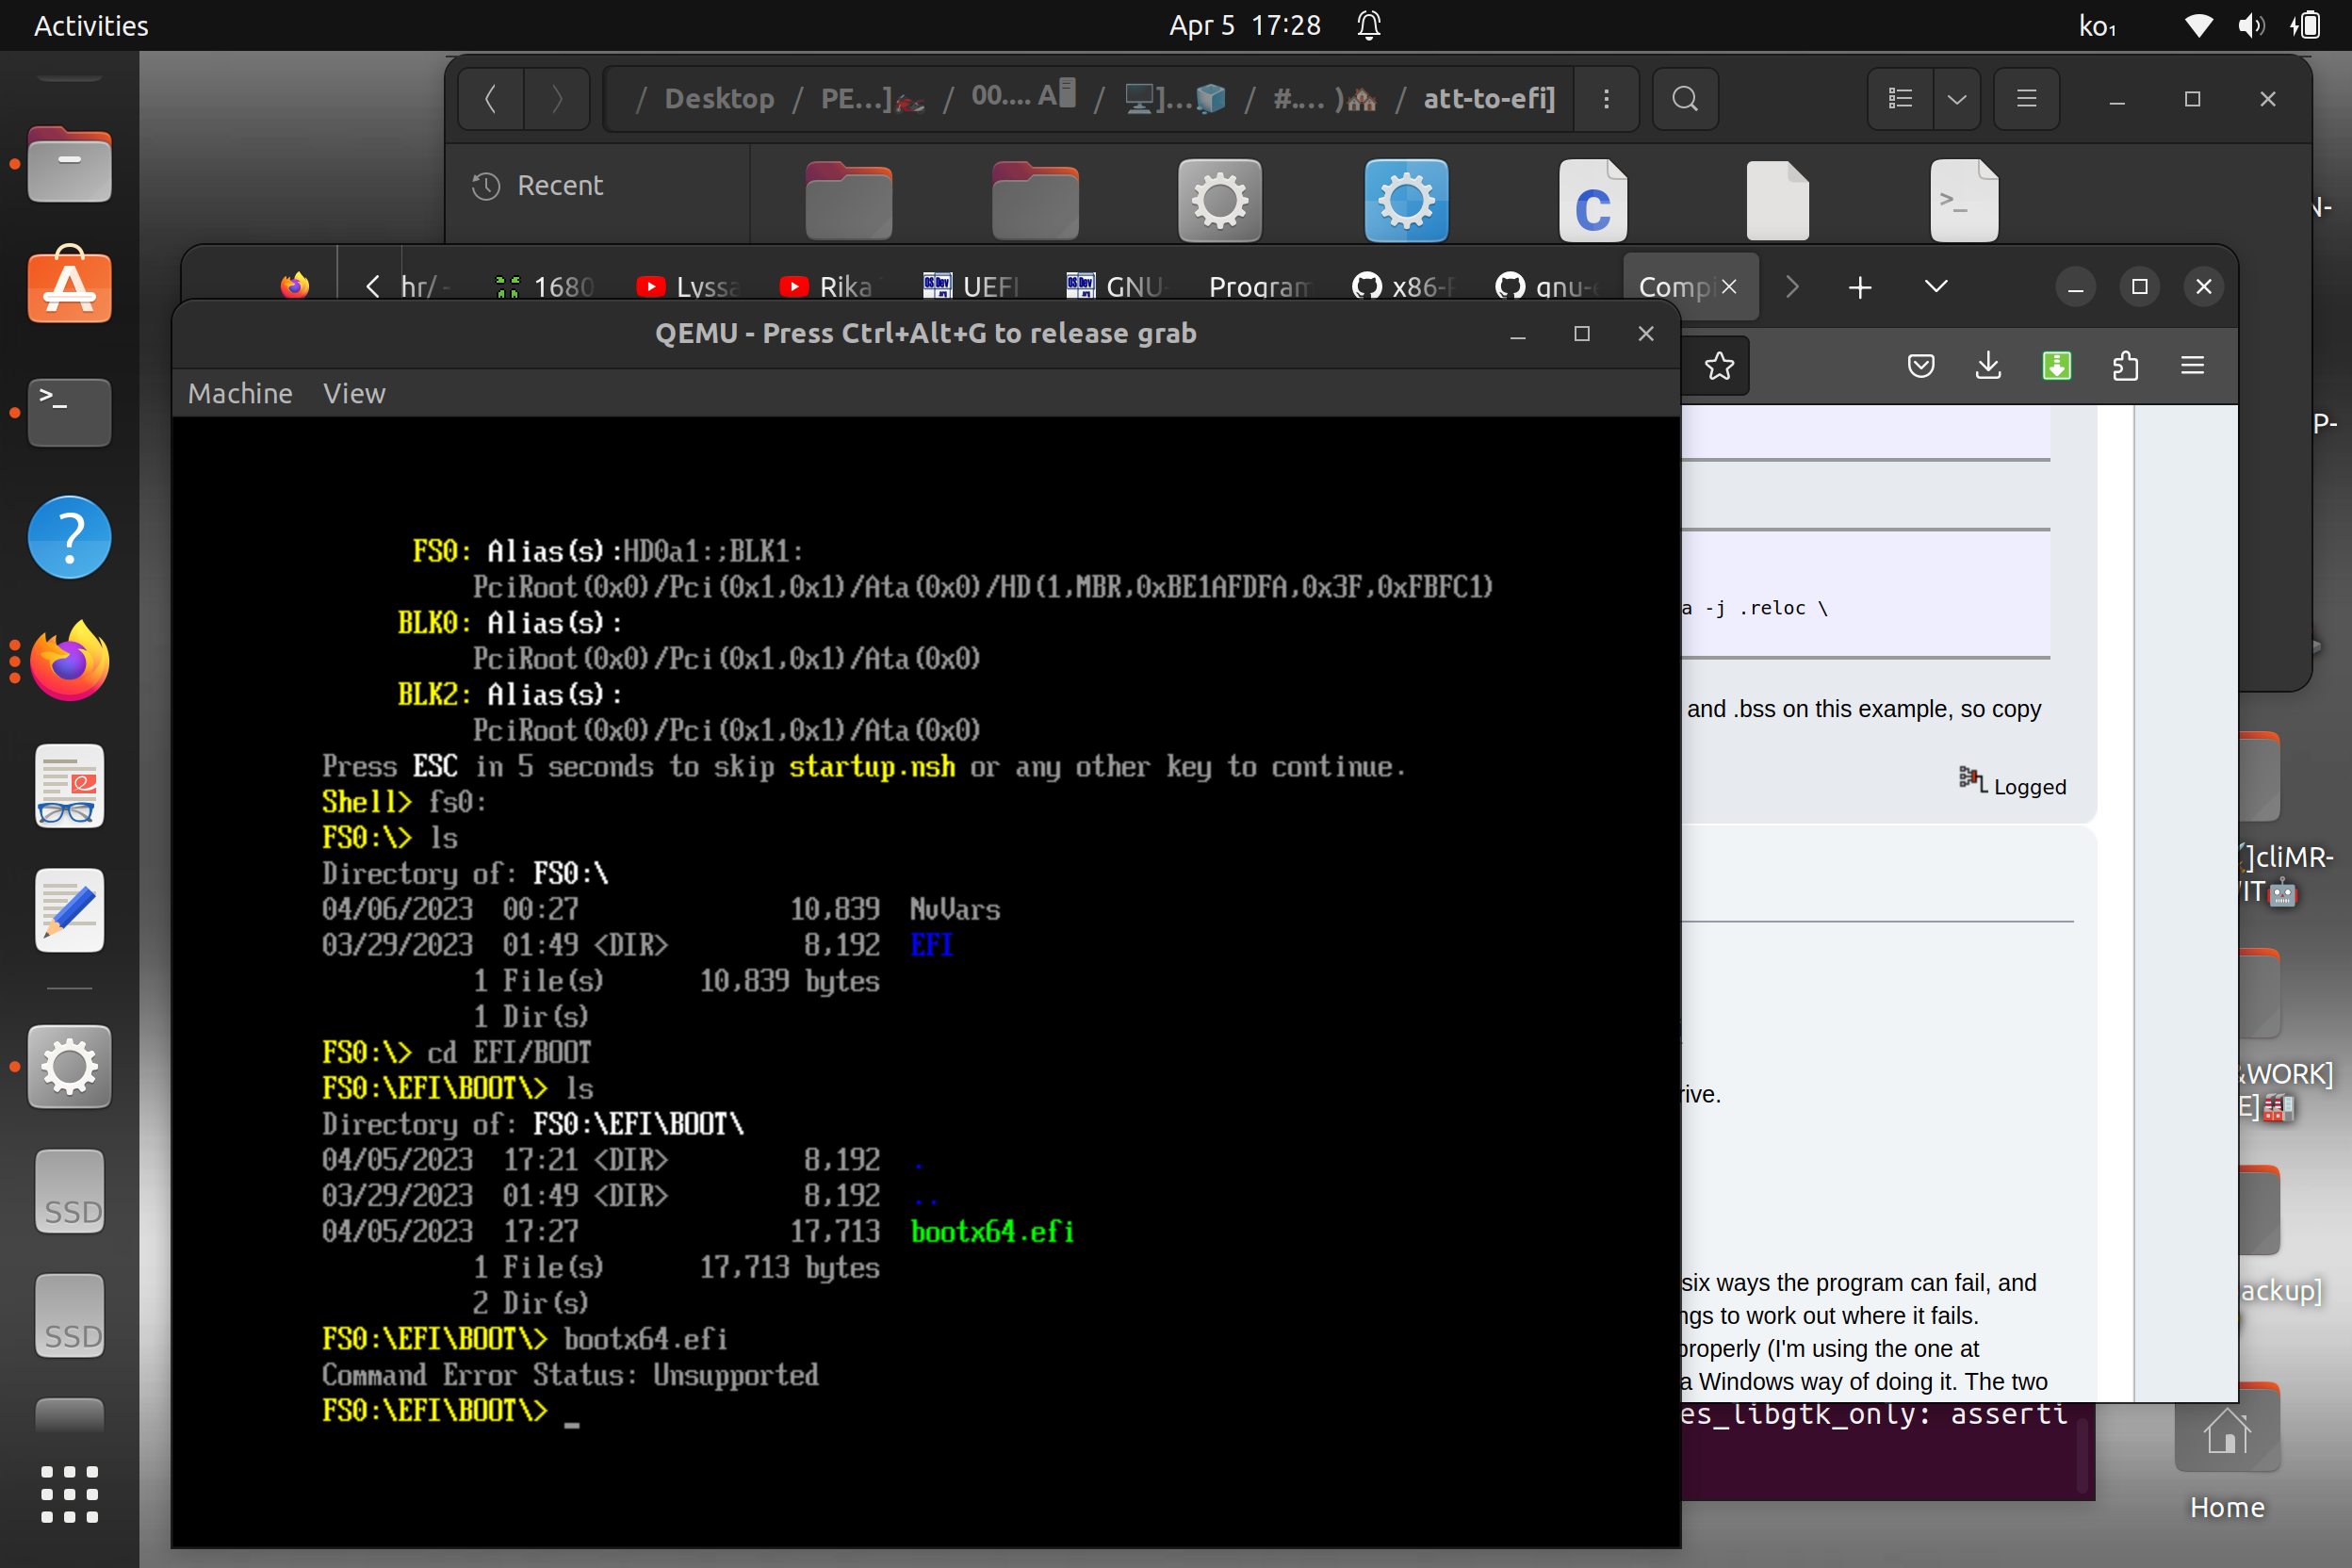 Activities
Apr 5 17:28
ko₁
/ Desktop / PE...] / 00.... A / ]... / #.... ) / att-to-efi]
Recent
hr/ -
1680
Lyssa
Rika
UEFI
GNU-
Program
x86-
gnu-
Compi
QEMU - Press Ctrl+Alt+G to release grab
Machine View
FS0: Alias(s):HD0a1:;BLK1:
PciRoot(0x0)/Pci(0x1,0x1)/Ata(0x0)/HD(1,MBR,0xBE1AFDFA,0x3F,0xFBFC1)
BLK0: Alias(s):
PciRoot(0x0)/Pci(0x1,0x1)/Ata(0x0)
BLK2: Alias(s):
PciRoot(0x0)/Pci(0x1,0x1)/Ata(0x0)
Press ESC in 5 seconds to skip startup.nsh or any other key to continue.
Shell> fs0:
FS0:\> ls
Directory of: FS0:\
04/06/2023 00:27 10,839 NvVars
03/29/2023 01:49 <DIR> 8,192 EFI
1 File(s) 10,839 bytes
1 Dir(s)
FS0:\> cd EFI/BOOT
FS0:\EFI\BOOT\> ls
Directory of: FS0:\EFI\BOOT\
04/05/2023 17:21 <DIR> 8,192 .
03/29/2023 01:49 <DIR> 8,192 ..
04/05/2023 17:27 17,713 bootx64.efi
1 File(s) 17,713 bytes
2 Dir(s)
FS0:\EFI\BOOT\> bootx64.efi
Command Error Status: Unsupported
FS0:\EFI\BOOT\> _
a -j .reloc \
and .bss on this example, so copy
Logged
rive.
six ways the program can fail, and
ngs to work out where it fails.
properly (I'm using the one at
a Windows way of doing it. The two
es_libgtk_only: asserti
N-
P-
]cliMR-
IT
&WORK]
E]
ackup]
Home
SSD
SSD